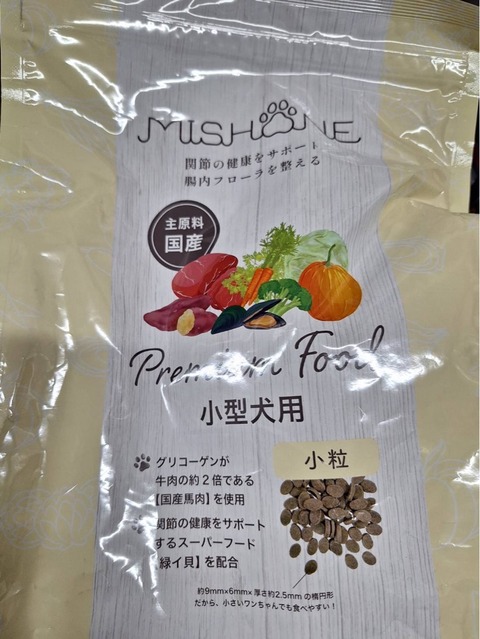 MISHONE
関節の健康をサポート
腸内フローラを整える
主原料
国産
Premium Food
小型犬用
グリコーゲンが
牛肉の約2倍である
【国産馬肉】を使用
関節の健康をサポート
するスーパーフード
緑イ貝】を配合
小粒
約9mm×6mm×厚さ約2.5mmの楕円形
だから、小さいワンちゃんでも食べやすい！